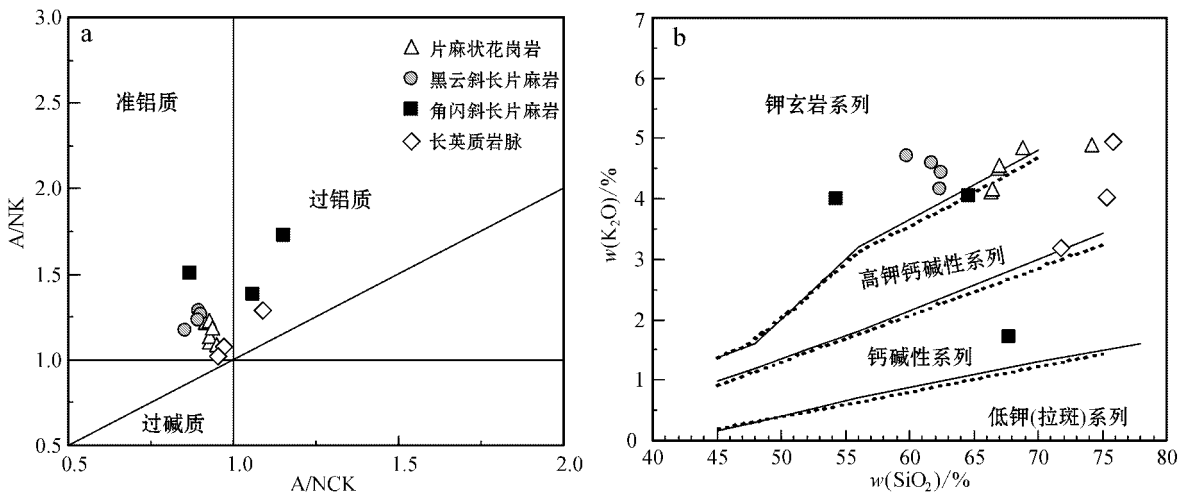 a
3.0
2.5
2.0
1.5
1.0
0.5
A/NK
准铝质
过铝质
过碱质
片麻状花岗岩
黑云斜长片麻岩
角闪斜长片麻岩
长英质岩脉
0.5
1.0
1.5
2.0
A/NCK
b
7
6
5
4
3
2
1
0
w(K₂O)/%
钾玄岩系列
高钾钙碱性系列
钙碱性系列
低钾(拉斑)系列
40
45
50
55
60
65
70
75
80
w(SiO₂)/%